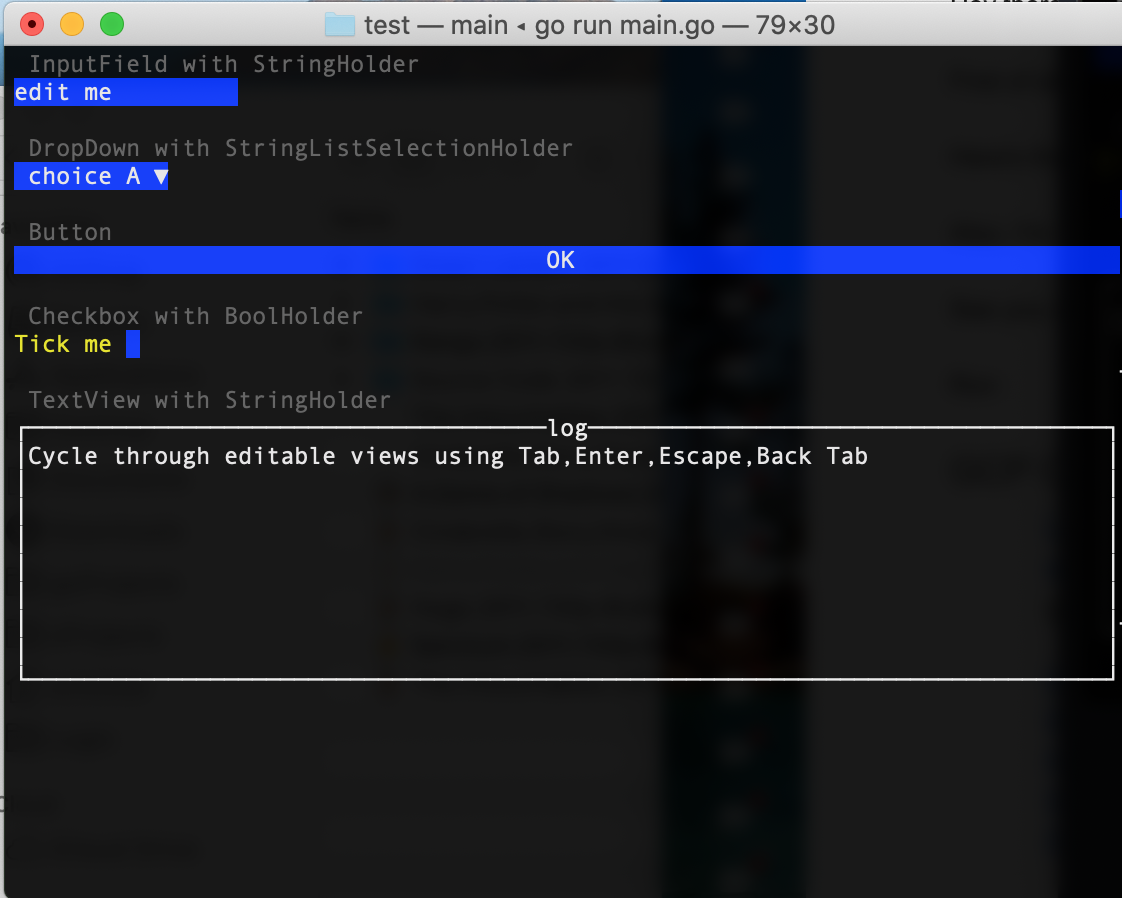 test — main ◂ go run main.go — 79×30
InputField with StringHolder
edit me
DropDown with StringListSelectionHolder
choice A ▼
Button
OK
Checkbox with BoolHolder
Tick me
TextView with StringHolder
log
Cycle through editable views using Tab,Enter,Escape,Back Tab